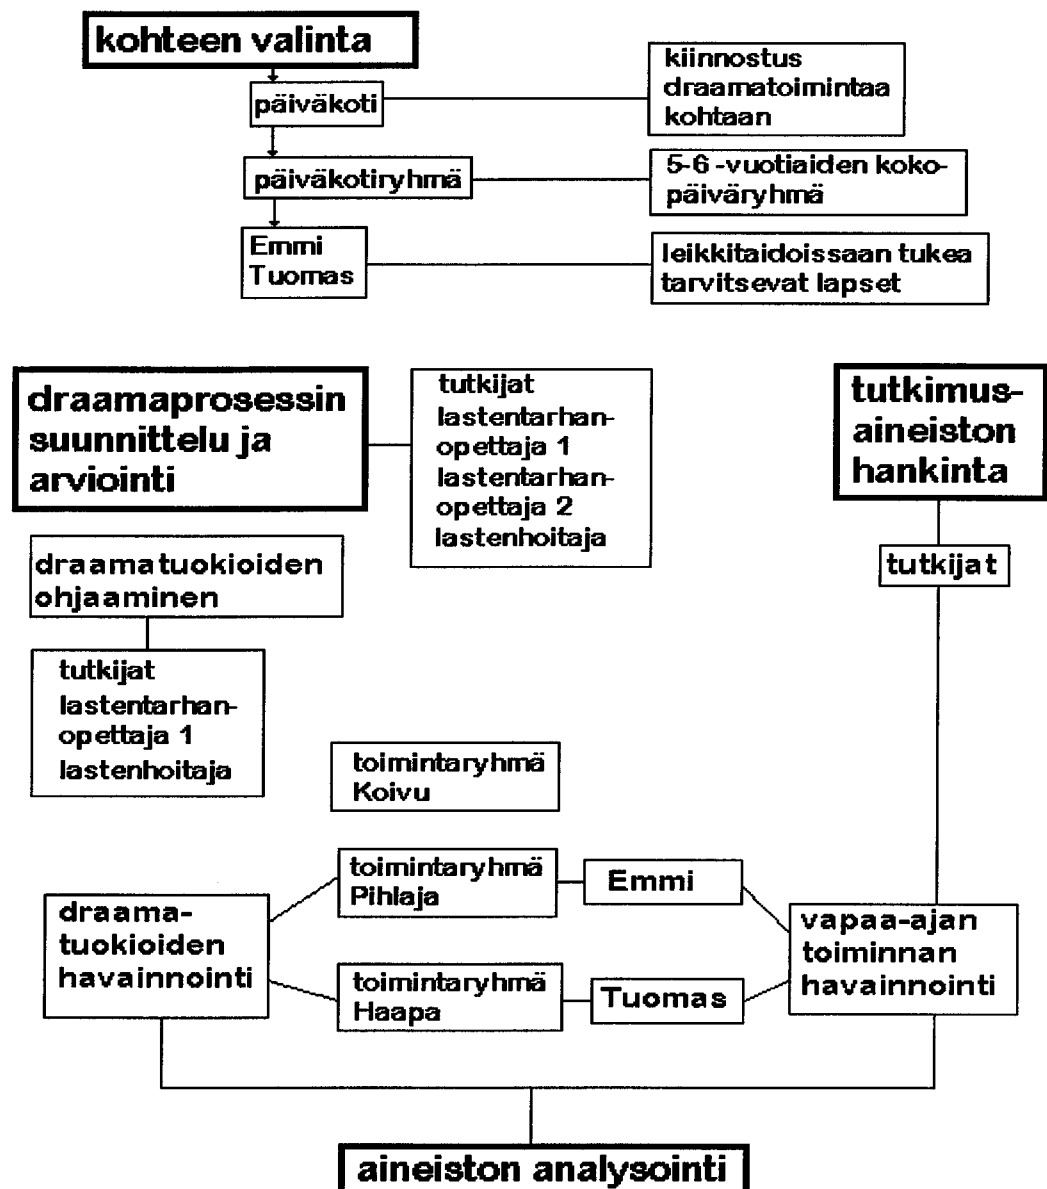 kohteen valinta
päiväkoti
kiinnostus
draamatoimintaa
kohtaan
päiväkotiryhmä
5-6 -vuotiaiden koko-
päiväryhmä
Emmi
Tuomas
leikkitaidoissaan tukea
tarvitsevat lapset
draamaprosessin
suunnittelu ja
arviointi
tutkijat
lastentarhan-
opettaja 1
lastentarhan-
opettaja 2
lastenhoitaja
tutkimus-
aineiston
hankinta
tutkijat
draamatuokioiden
ohjaaminen
tutkijat
lastentarhan-
opettaja 1
lastenhoitaja
toimintaryhmä
Koivu
toimintaryhmä
Pihlaja
Emmi
draama-
tuokioiden
havainnointi
vapaa-ajan
toiminnan
havainnointi
toimintaryhmä
Haapa
Tuomas
aineiston analysointi